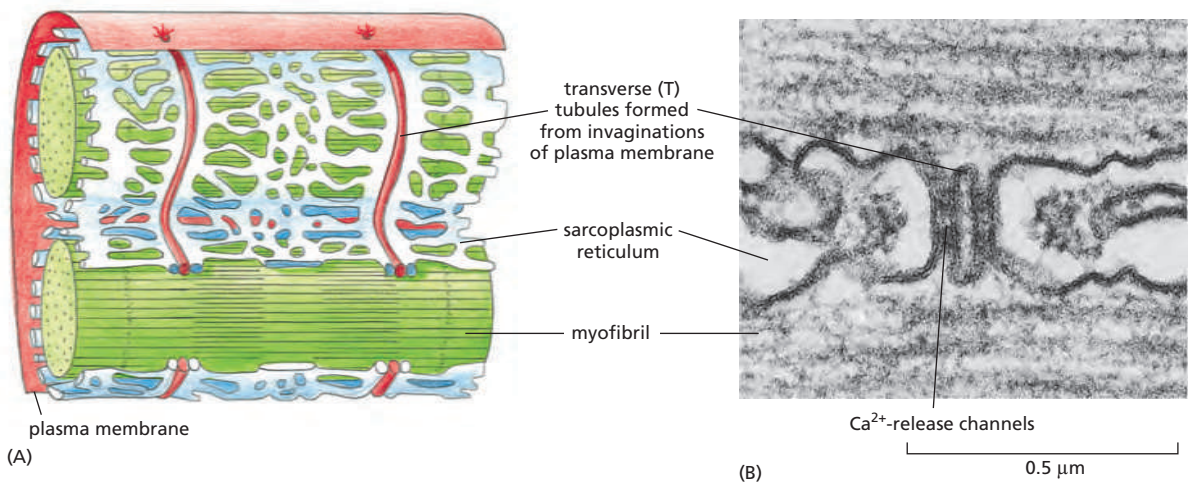 transverse (T)
tubules formed
from invaginations
of plasma membrane
sarcoplasmic
reticulum
myofibril
plasma membrane
(A)
Ca²⁺-release channels
0.5 μm
(B)